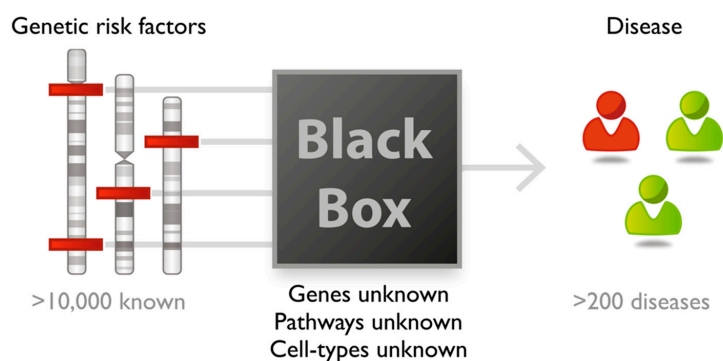 Genetic risk factors
Disease
Black
Box
>10,000 known
Genes unknown
Pathways unknown
Cell-types unknown
>200 diseases